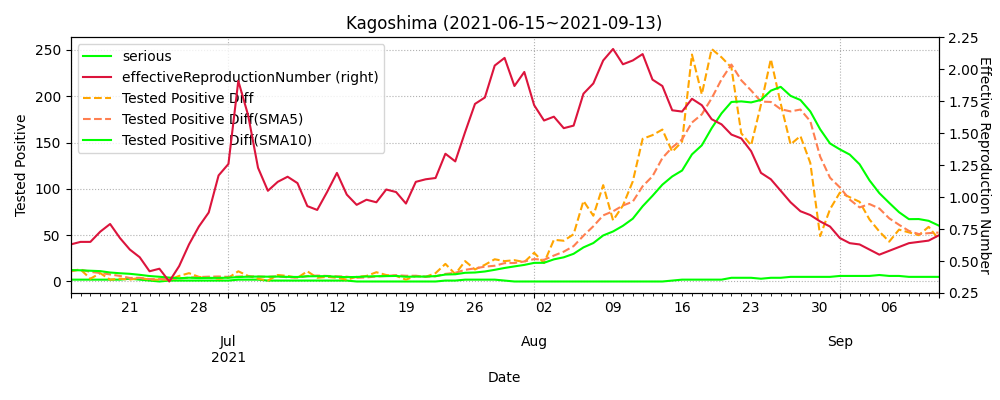 Kagoshima (2021-06-15~2021-09-13)
serious
effectiveReproductionNumber (right)
Tested Positive Diff
Tested Positive Diff(SMA5)
Tested Positive Diff(SMA10)
Tested Positive
250
200
150
100
50
0
2.25
2.00
1.75
1.50
1.25
1.00
0.75
0.50
0.25
Effective Reproduction Number
21 28 05 12 19 26 02 09 16 23 30 06
Jul Aug Sep
2021
Date